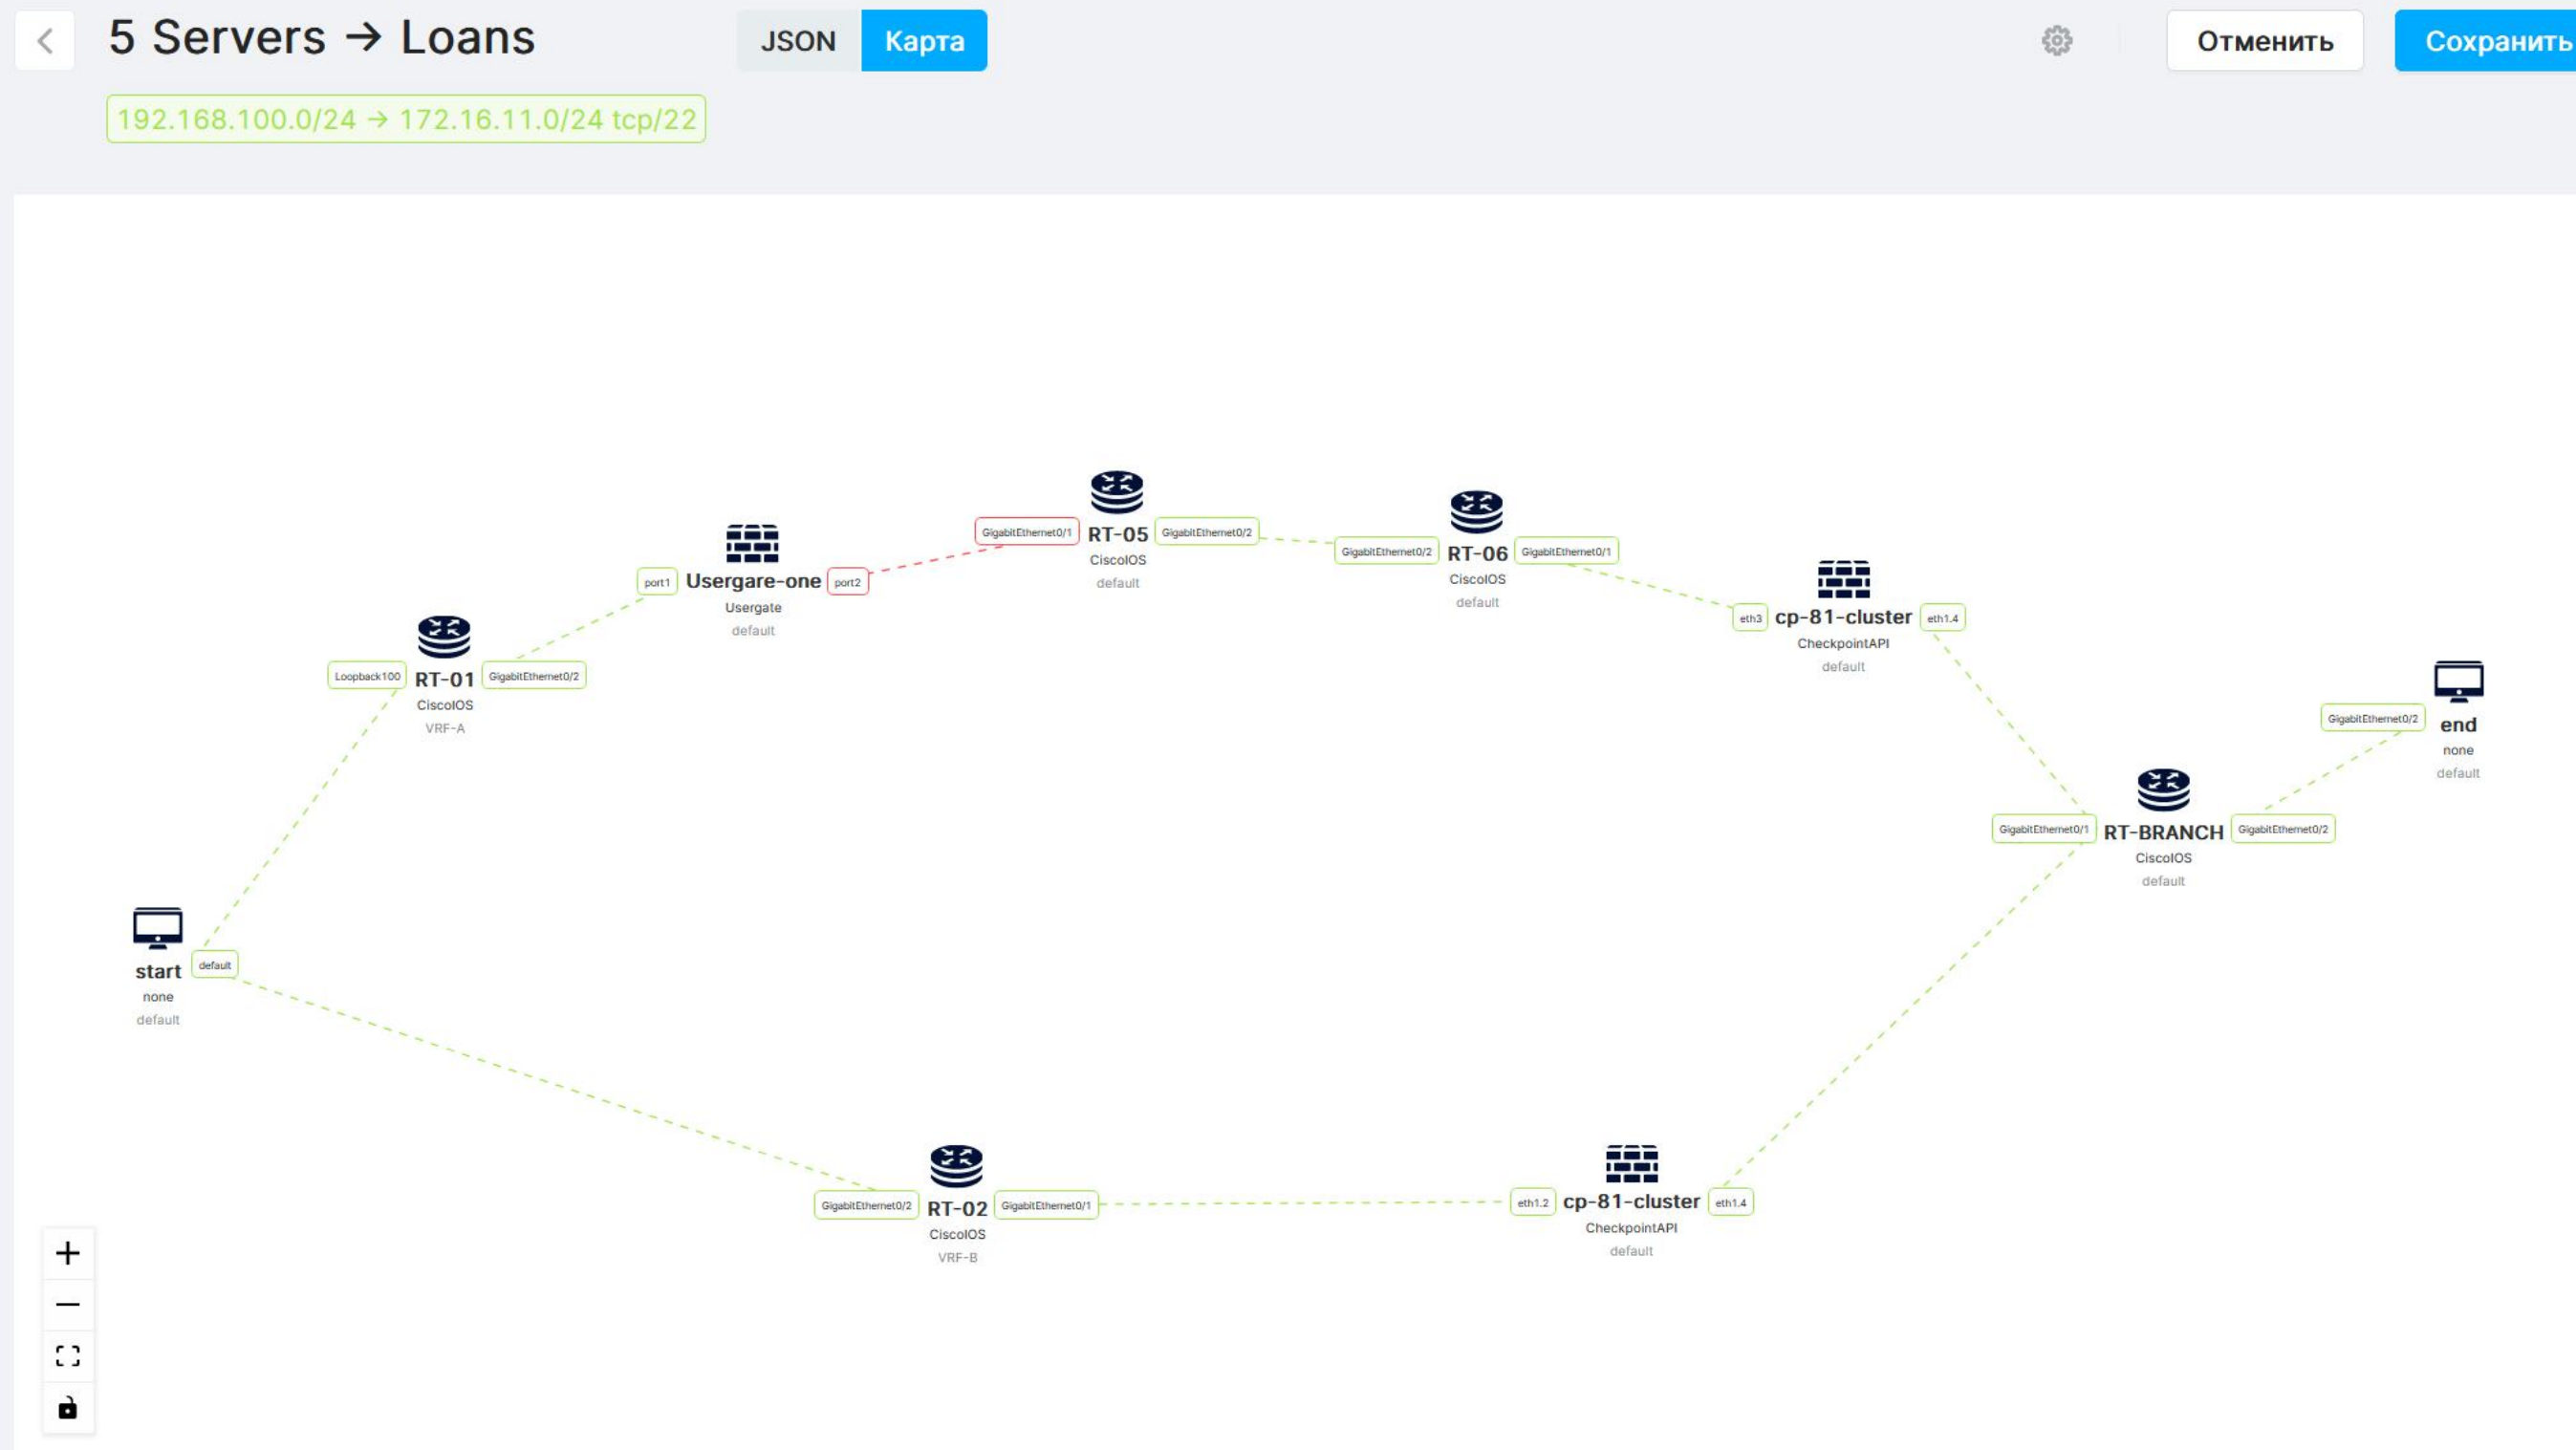 5 Servers → Loans
JSON
Карта
Отменить
Сохранить
192.168.100.0/24 → 172.16.11.0/24 tcp/22
GigabitEthernet0/1
RT-05
GigabitEthernet0/2
CiscoIOS
default
GigabitEthernet0/2
RT-06
GigabitEthernet0/1
CiscoIOS
default
port1
Usergare-one
port2
Usergate
default
eth3
cp-81-cluster
eth1.4
CheckpointAPI
default
Loopback100
RT-01
GigabitEthernet0/2
CiscoIOS
VRF-A
GigabitEthernet0/2
end
none
default
GigabitEthernet0/1
RT-BRANCH
GigabitEthernet0/2
CiscoIOS
default
start
default
none
default
GigabitEthernet0/2
RT-02
GigabitEthernet0/1
CiscoIOS
VRF-B
eth1.2
cp-81-cluster
eth1.4
CheckpointAPI
default